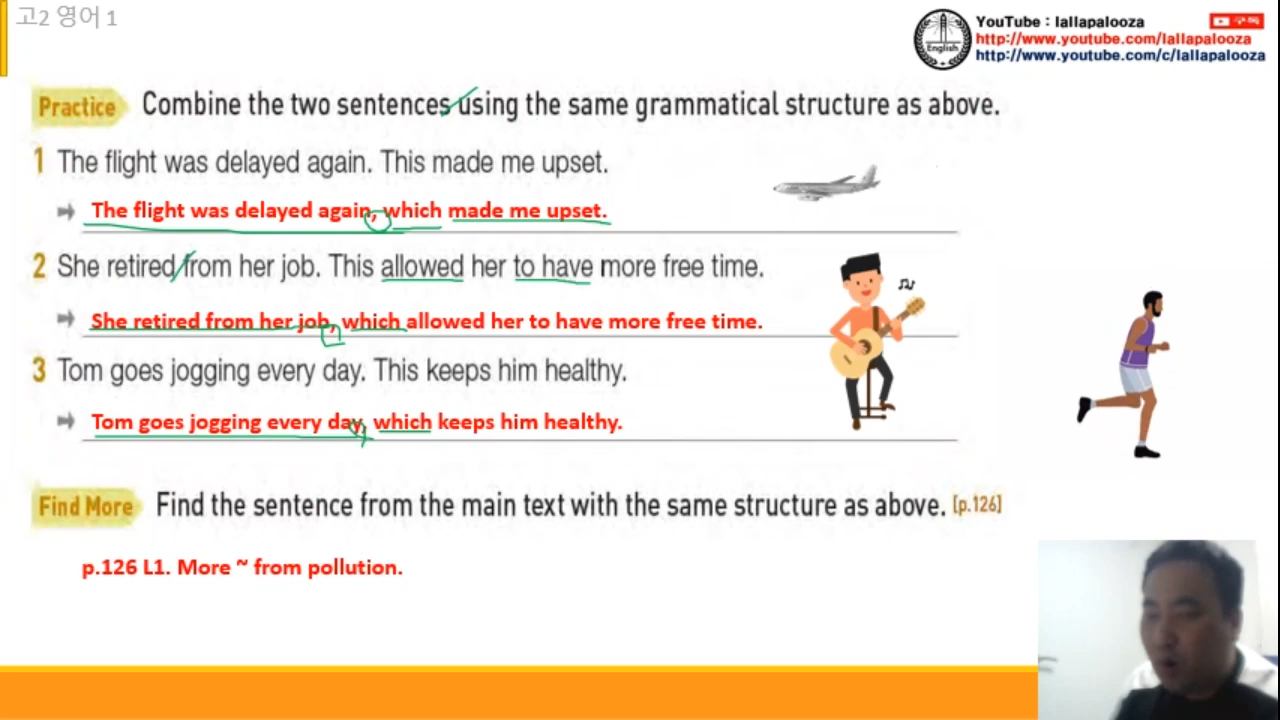 고2 영어 1
YouTube : lallapalooza
구독
http://www.youtube.com/lallapalooza
English
http://www.youtube.com/c/lallapalooza
Practice Combine the two sentences using the same grammatical structure as above.
1 The flight was delayed again. This made me upset.
The flight was delayed again, which made me upset.
2 She retired from her job. This allowed her to have more free time.
She retired from her job, which allowed her to have more free time.
3 Tom goes jogging every day. This keeps him healthy.
Tom goes jogging every day, which keeps him healthy.
Find More Find the sentence from the main text with the same structure as above. [p.126]
p.126 L1. More ~ from pollution.